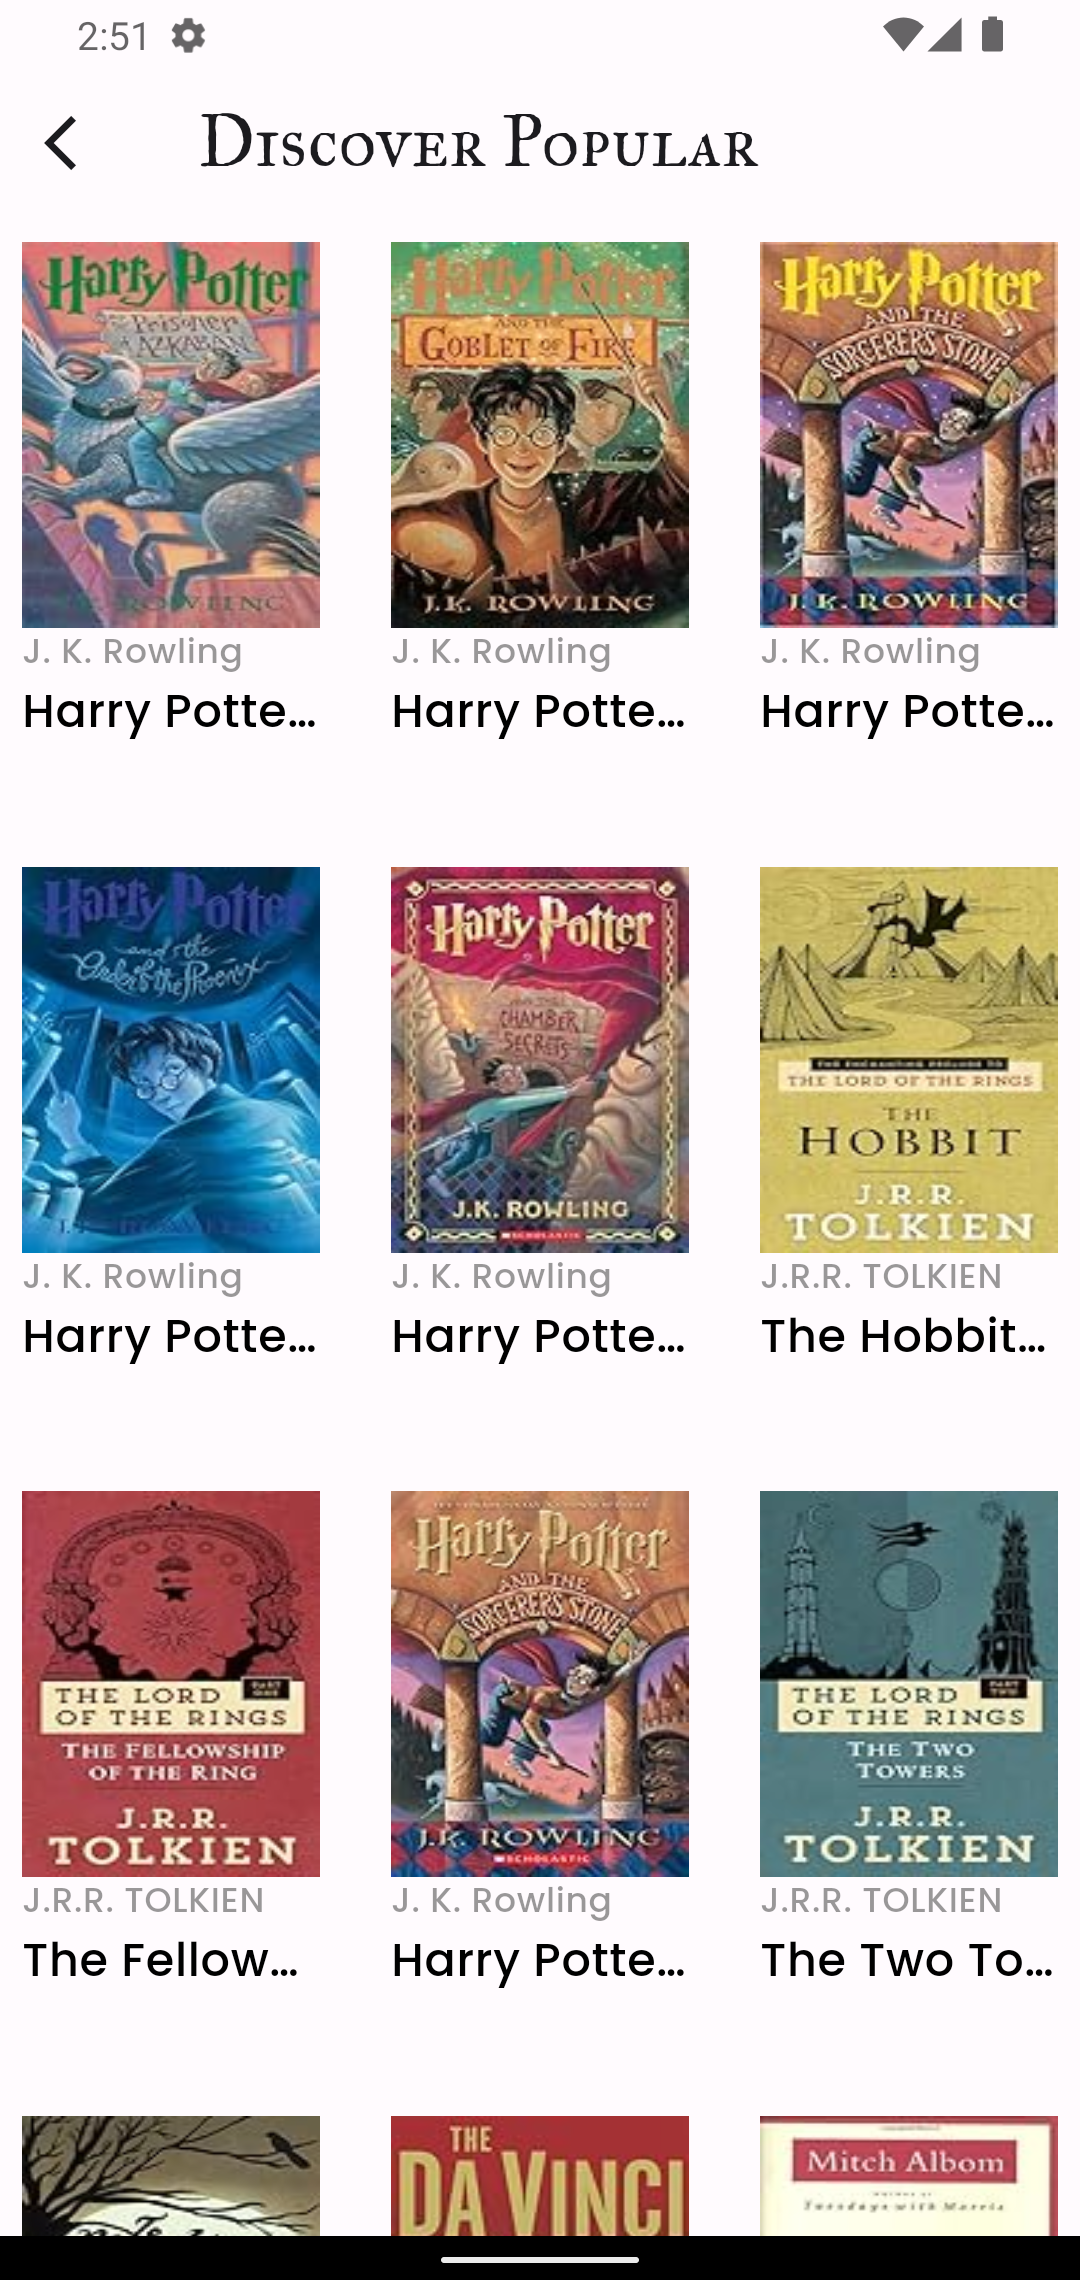 2:51
Discover Popular
Harry Potter
and the
Prisoner
of AZKABAN
J.K. ROWLING
J. K. Rowling
Harry Potte...
Harry Potter
AND THE
GOBLET OF FIRE
J.K. ROWLING
J. K. Rowling
Harry Potte...
Harry Potter
AND THE
SORCERER'S STONE
J. K. ROWLING
J. K. Rowling
Harry Potte...
Harry Potter
and the
Order of the Phoenix
J. K. Rowling
Harry Potte...
Harry Potter
AND THE
CHAMBER
SECRETS
J.K. ROWLING
SCHOLASTIC
J. K. Rowling
Harry Potte...
THE ENCHANTING PRELUDE TO
THE LORD OF THE RINGS
THE
HOBBIT
J.R.R.
TOLKIEN
J.R.R. TOLKIEN
The Hobbit...
THE LORD
PART ONE
OF THE RINGS
THE FELLOWSHIP
OF THE RING
J.R.R.
TOLKIEN
J.R.R. TOLKIEN
The Fellow...
Harry Potter
AND THE
SORCERER'S STONE
J.K. ROWLING
SCHOLASTIC
J. K. Rowling
Harry Potte...
THE LORD
PART TWO
OF THE RINGS
THE TWO
TOWERS
J.R.R.
TOLKIEN
J.R.R. TOLKIEN
The Two To...
THE
DA VINCI
Mitch Albom
Tuesdays with Morrie